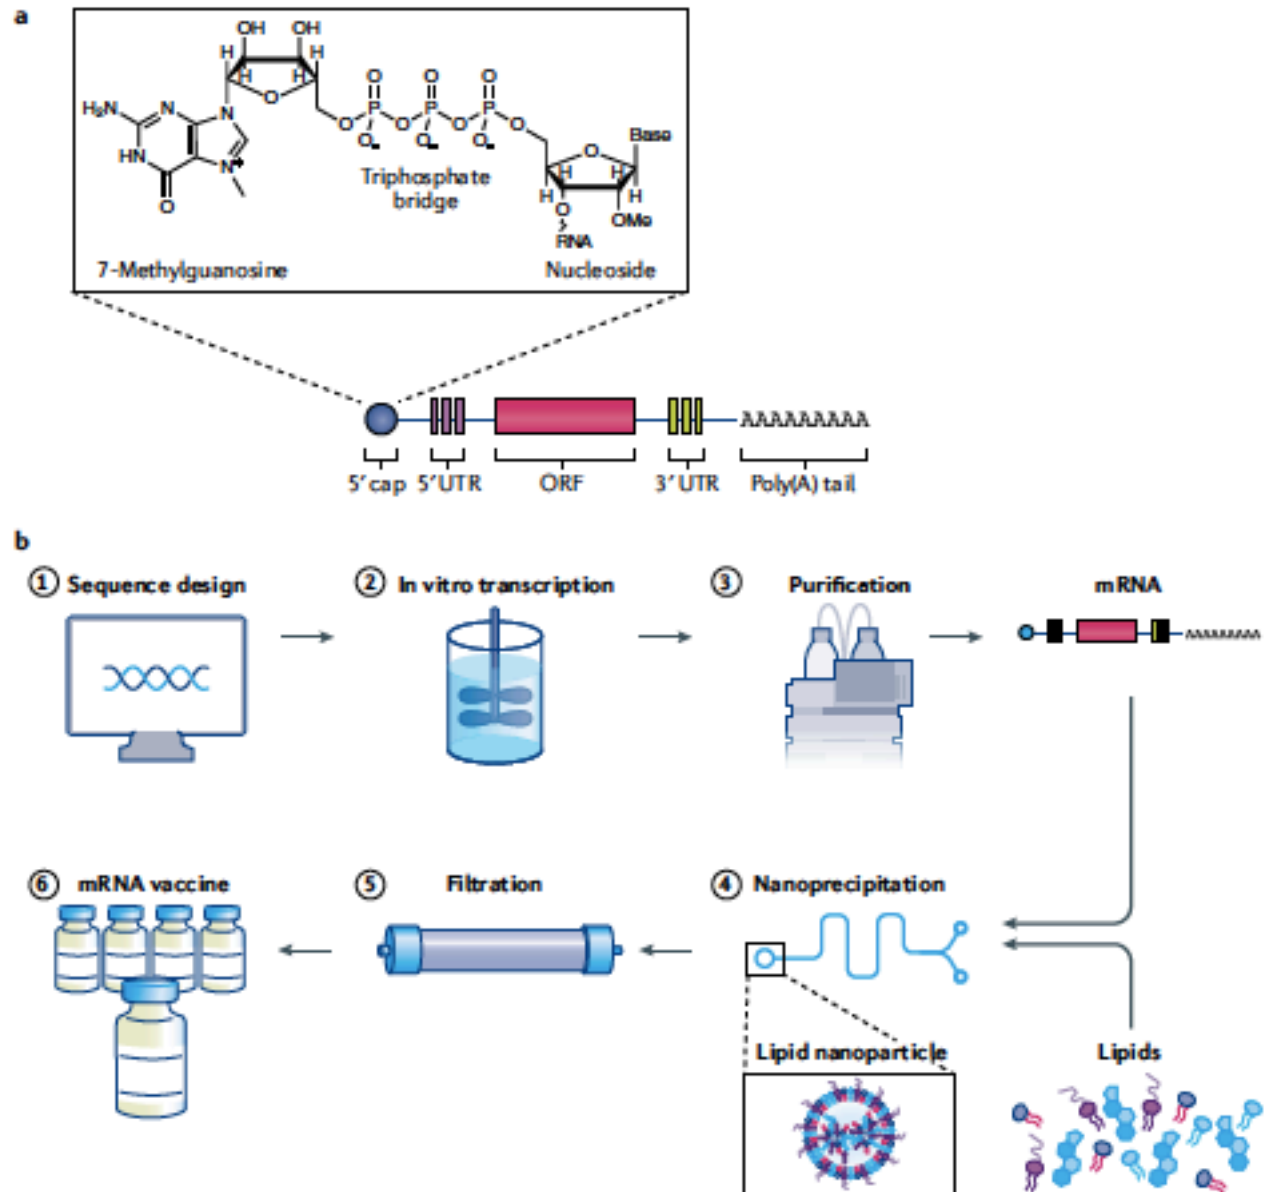 a
OH OH
H H
H H
O
H₂N N N
HN N+
O
O O O
O P O P O P O
O- O- O-
Triphosphate
bridge
Base
O
H H
H H
O OMe
RNA
7-Methylguanosine
Nucleoside
AAAAAAAAAA
5′ cap 5′ UTR ORF 3′ UTR Poly(A) tail
b
1 Sequence design
2 In vitro transcription
3 Purification
mRNA
AAAAAAAAA
6 mRNA vaccine
5 Filtration
4 Nanoprecipitation
Lipid nanoparticle
Lipids